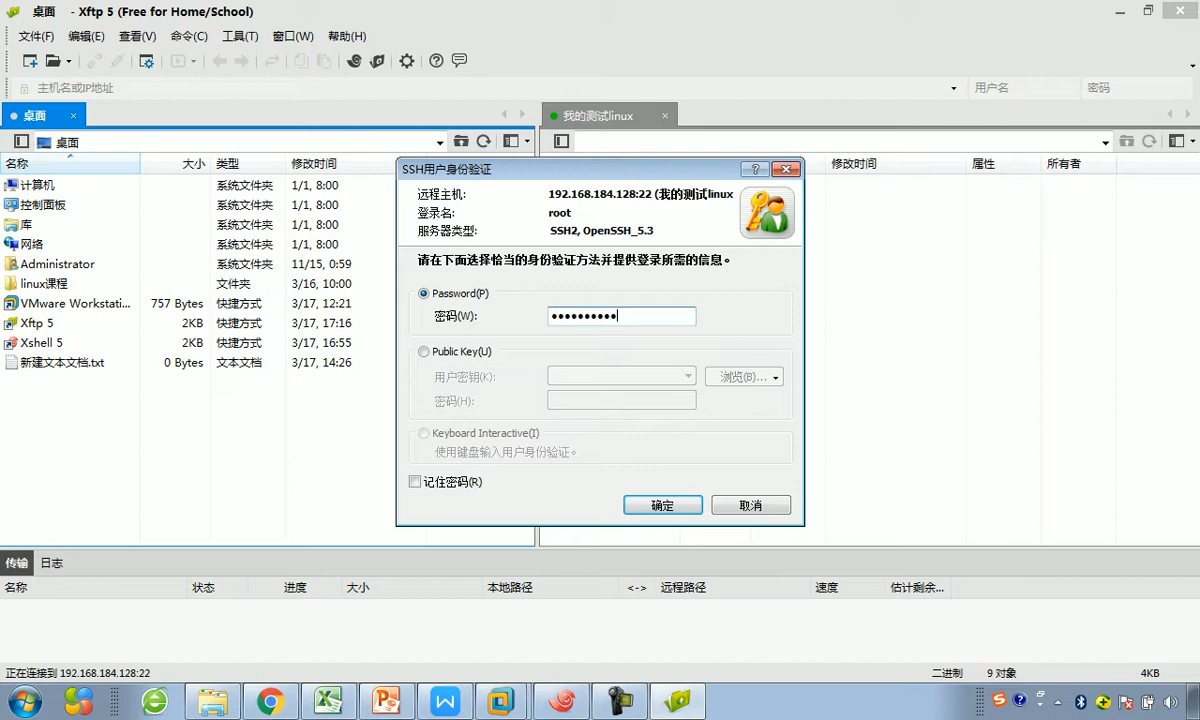 桌面 - Xftp 5 (Free for Home/School)
文件(F) 编辑(E) 查看(V) 命令(C) 工具(T) 窗口(W) 帮助(H)
主机名或IP地址 用户名 密码
桌面 × 我的测试linux ×
桌面
名称 大小 类型 修改时间 修改时间 属性 所有者
计算机 系统文件夹 1/1, 8:00
控制面板 系统文件夹 1/1, 8:00
库 系统文件夹 1/1, 8:00
网络 系统文件夹 1/1, 8:00
Administrator 系统文件夹 11/15, 0:59
linux课程 文件夹 3/16, 10:00
VMware Workstati... 757 Bytes 快捷方式 3/17, 12:21
Xftp 5 2KB 快捷方式 3/17, 17:16
Xshell 5 2KB 快捷方式 3/17, 16:55
新建文本文档.txt 0 Bytes 文本文档 3/17, 14:26
SSH用户身份验证
远程主机: 192.168.184.128:22 (我的测试linux
登录名: root
服务器类型: SSH2, OpenSSH_5.3
请在下面选择恰当的身份验证方法并提供登录所需的信息。
Password(P)
密码(W): ••••••••••
Public Key(U)
用户密钥(K): 浏览(B)...
密码(H):
Keyboard Interactive(I)
使用键盘输入用户身份验证。
记住密码(R)
确定 取消
传输 日志
名称 状态 进度 大小 本地路径 <-> 远程路径 速度 估计剩余...
正在连接到 192.168.184.128:22 二进制 9 对象 4KB